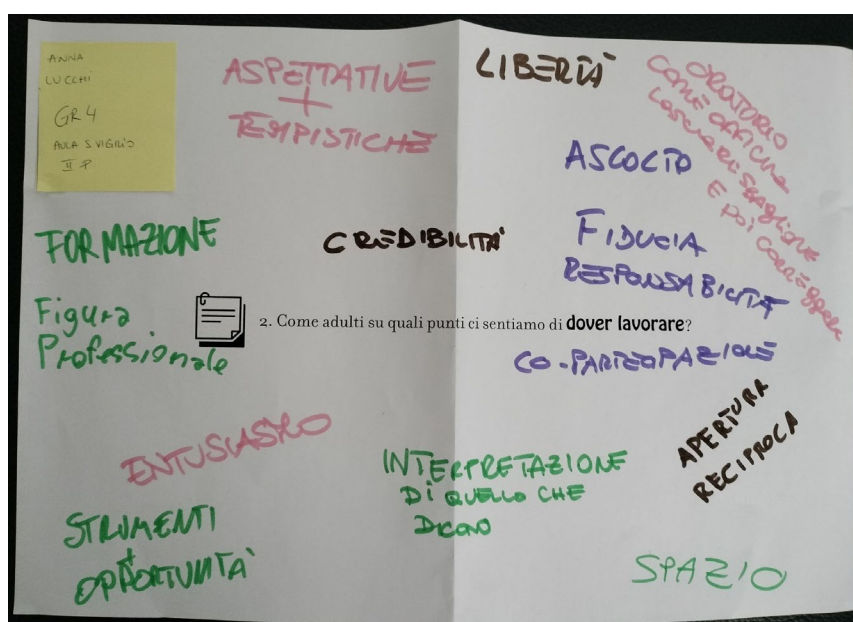 ANNA
LUCCHI
GR 4
AULA S. VIGILIO
II P
ASPETTATIVE
+
TEMPISTICHE
LIBERTÀ
ORATORIO
COME OFFICINA
LASCIARE SBAGLIARE
E POI CORREGGERE
ASCOLTO
FORMAZIONE
CREDIBILITÀ
FIDUCIA
RESPONSABILITÀ
Figura
Professionale
2. Come adulti su quali punti ci sentiamo di dover lavorare?
CO-PARTECIPAZIONE
APERTURA
RECIPROCA
ENTUSIASMO
INTERPRETAZIONE
DI QUELLO CHE
DICONO
STRUMENTI
+
OPPORTUNITÀ
SPAZIO